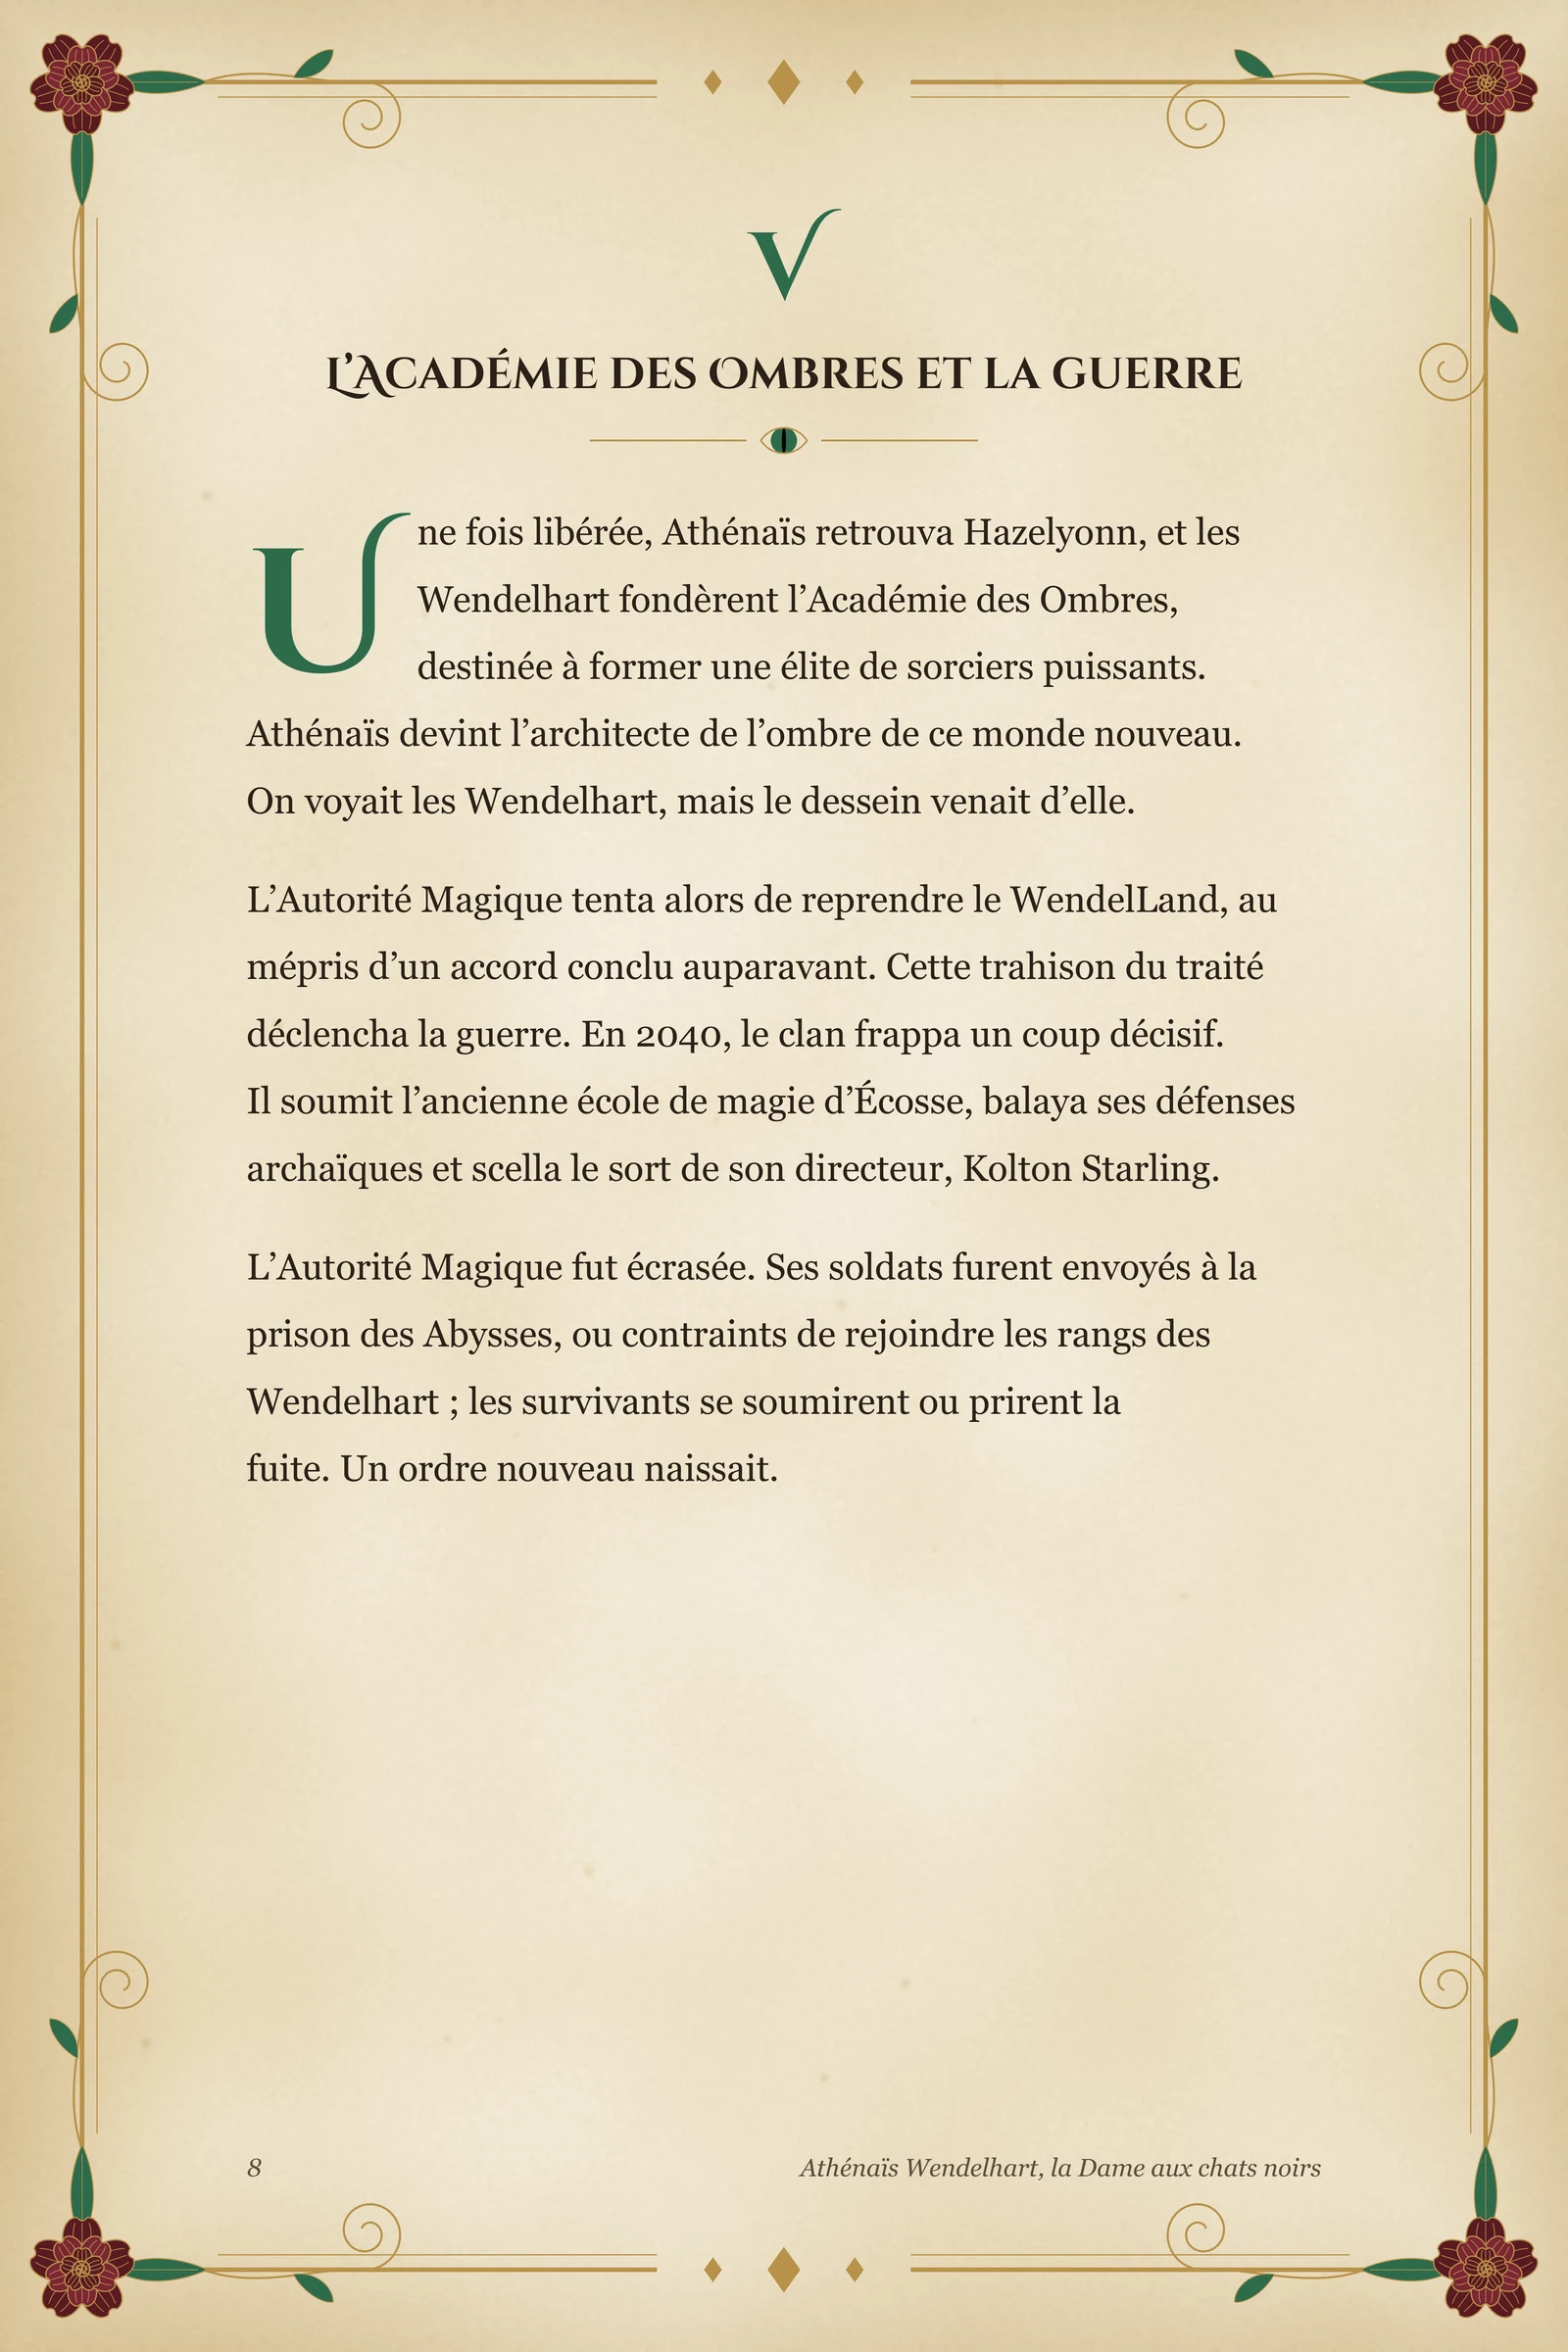 V
L’Académie des Ombres et la guerre
Une fois libérée, Athénaïs retrouva Hazelyonn, et les
Wendelhart fondèrent l’Académie des Ombres,
destinée à former une élite de sorciers puissants.
Athénaïs devint l’architecte de l’ombre de ce monde nouveau.
On voyait les Wendelhart, mais le dessein venait d’elle.
L’Autorité Magique tenta alors de reprendre le WendelLand, au
mépris d’un accord conclu auparavant. Cette trahison du traité
déclencha la guerre. En 2040, le clan frappa un coup décisif.
Il soumit l’ancienne école de magie d’Écosse, balaya ses défenses
archaïques et scella le sort de son directeur, Kolton Starling.
L’Autorité Magique fut écrasée. Ses soldats furent envoyés à la
prison des Abysses, ou contraints de rejoindre les rangs des
Wendelhart ; les survivants se soumirent ou prirent la
fuite. Un ordre nouveau naissait.
8
Athénaïs Wendelhart, la Dame aux chats noirs